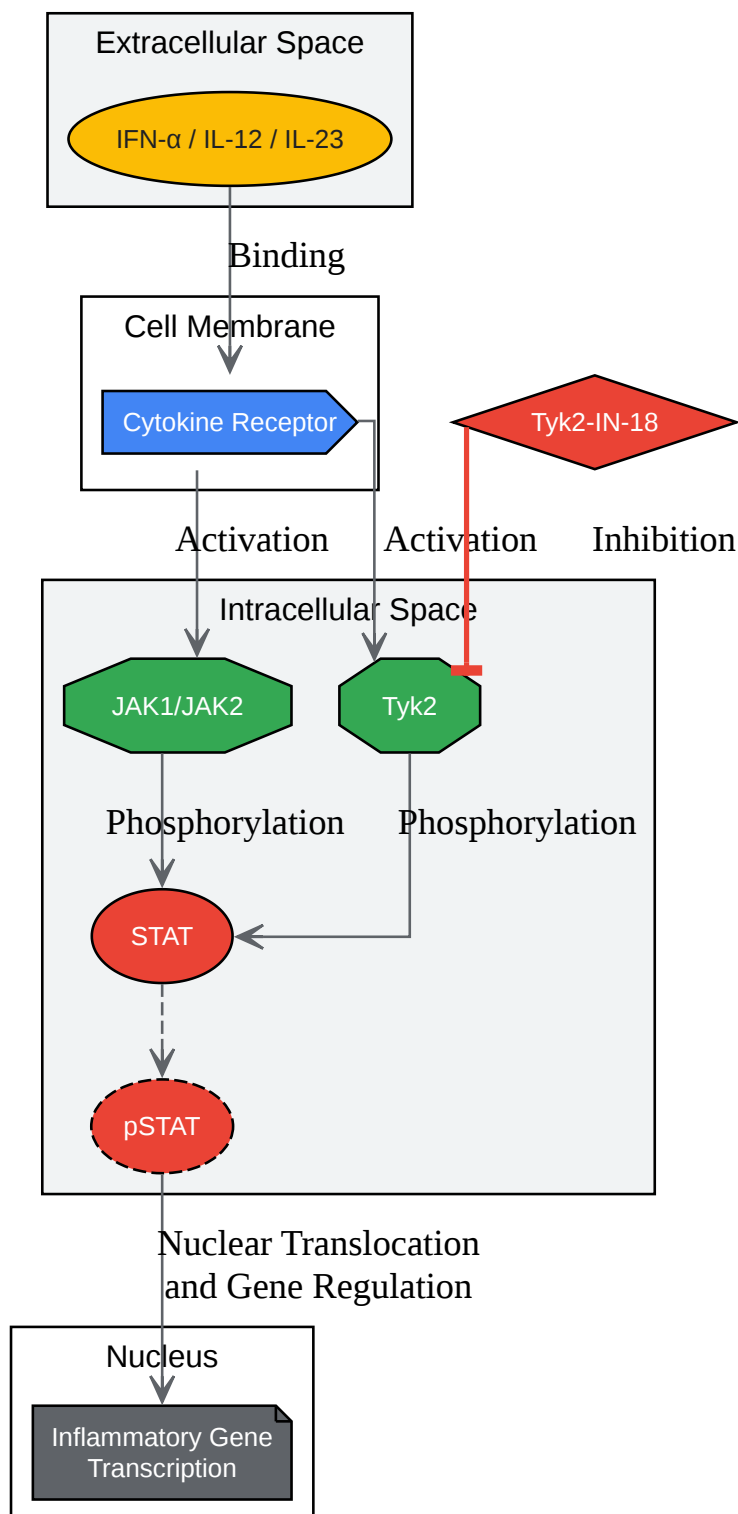 Extracellular Space
IFN-α / IL-12 / IL-23
Binding
Cell Membrane
Cytokine Receptor
Tyk2-IN-18
Activation
Activation
Inhibition
Intracellular Space
JAK1/JAK2
Tyk2
Phosphorylation
Phosphorylation
STAT
pSTAT
Nuclear Translocation
and Gene Regulation
Nucleus
Inflammatory Gene
Transcription